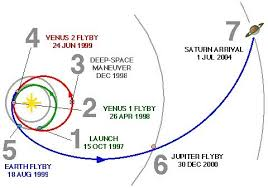 7
4
VENUS 2 FLYBY
24 JUN 1999
3
DEEP-SPACE
MANEUVER
DEC 1998
SATURN ARRIVAL
1 JUL 2004
2
VENUS 1 FLYBY
26 APR 1998
1
LAUNCH
15 OCT 1997
5
EARTH FLYBY
18 AUG 1999
6
JUPITER FLYBY
30 DEC 2000